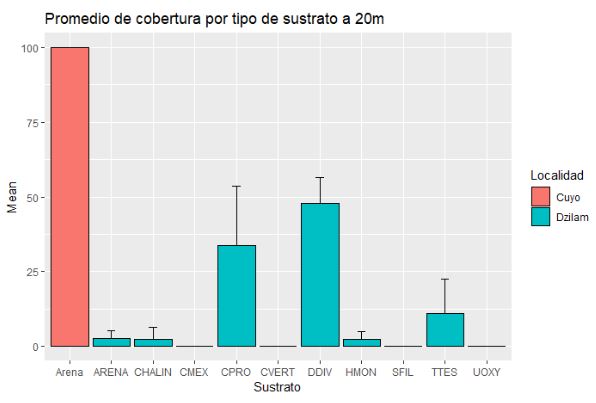 Promedio de cobertura por tipo de sustrato a 20m
100
75
50
25
0
Mean
Arena ARENA CHALIN CMEX CPRO CVERT DDIV HMON SFIL TTES UOXY
Sustrato
Localidad
Cuyo
Dzilam